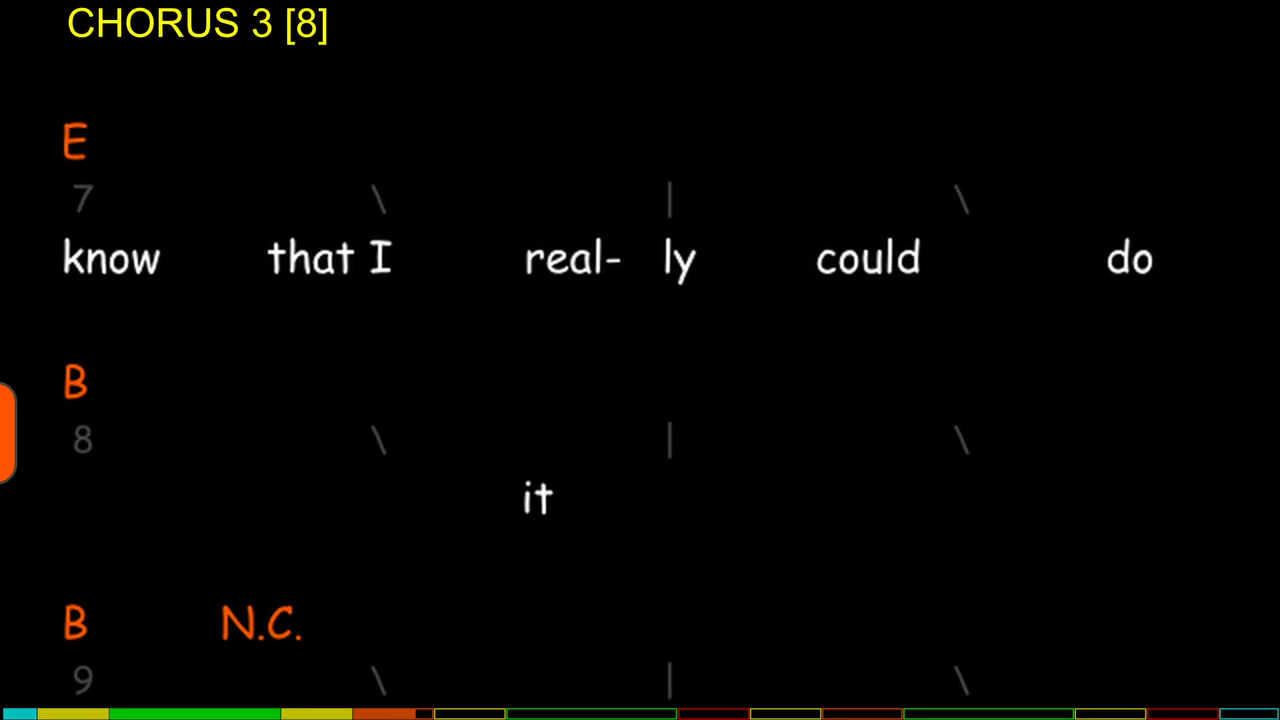 CHORUS 3 [8]
E
7 \ | \
know that I real- ly could do
B
8 \ | \
it
B N.C.
9 \ | \